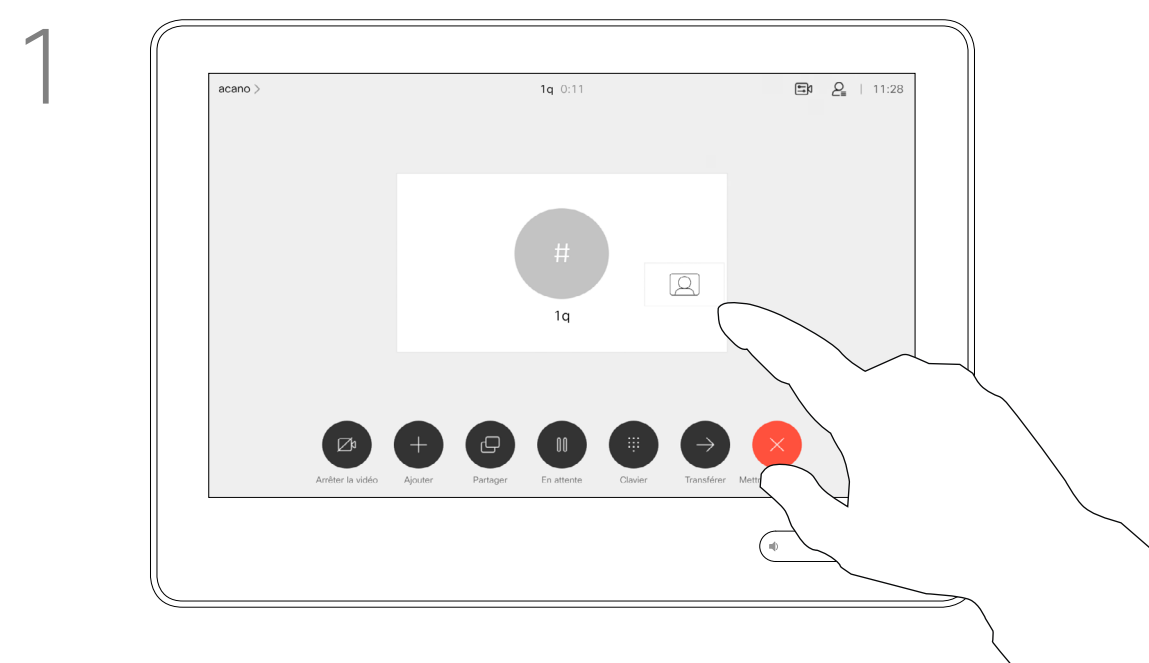 1
acano >
1q 0:11
11:28
#
1q
Arrêter la vidéo
Ajouter
Partager
En attente
Clavier
Transférer